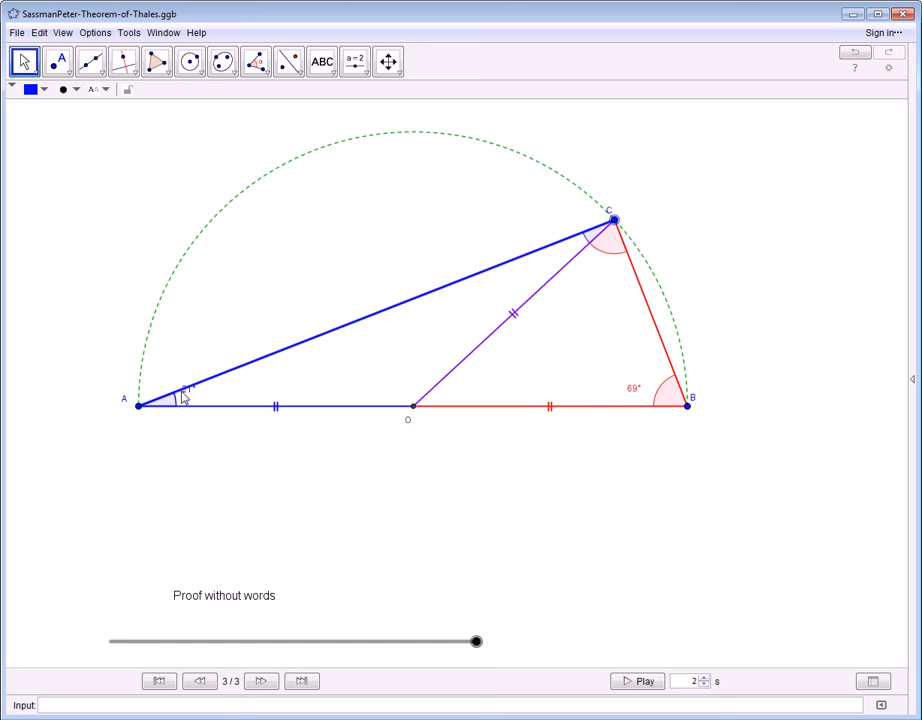 SassmanPeter-Theorem-of-Thales.ggb
File Edit View Options Tools Window Help Sign in...
A ABC a=2
? 
AA
C
69°
A B
O
Proof without words
3 / 3 Play 2 s
Input: